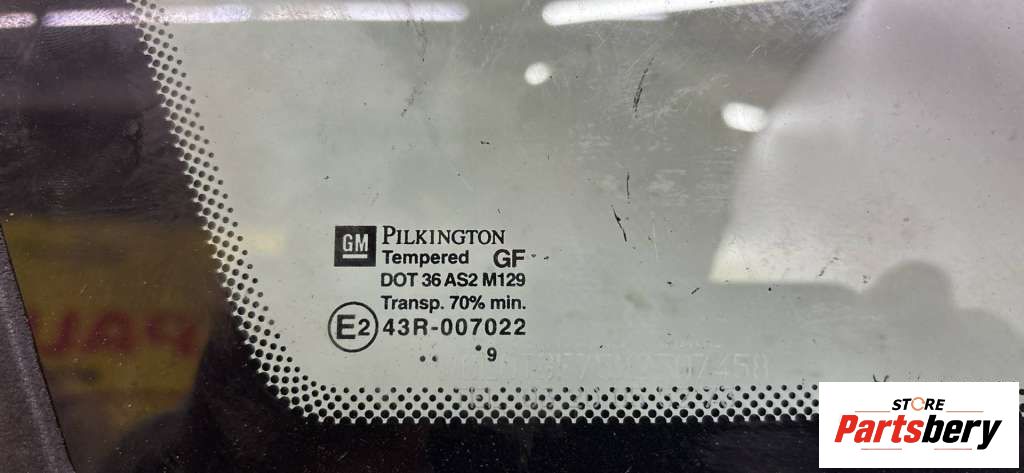 GM PILKINGTON
Tempered GF
DOT 36 AS2 M129
Transp. 70% min.
E2 43R-007022
9
STORE
Partsbery